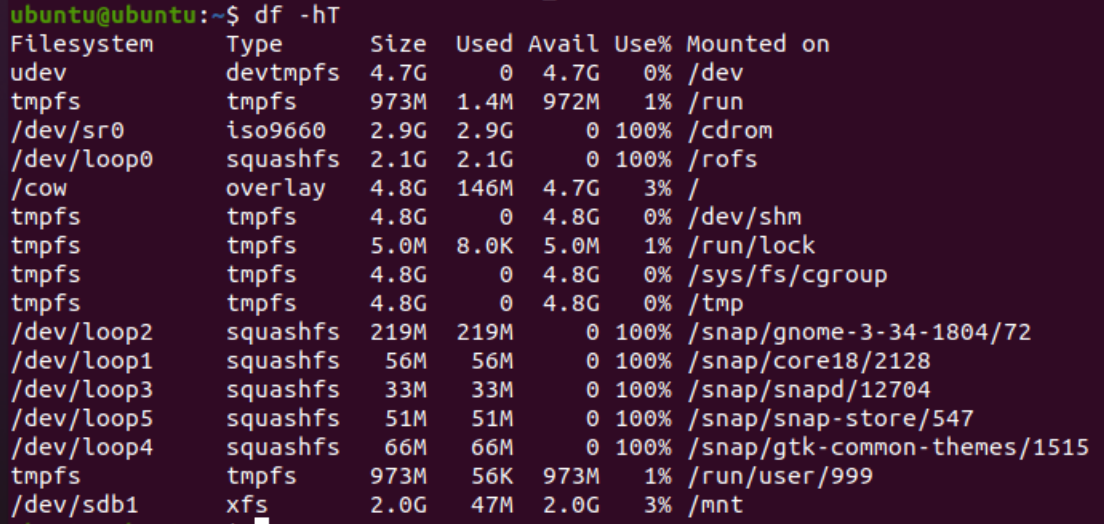 ubuntu@ubuntu:~$ df -hT
Filesystem     Type      Size  Used Avail Use% Mounted on
udev           devtmpfs  4.7G     0  4.7G   0% /dev
tmpfs          tmpfs     973M  1.4M  972M   1% /run
/dev/sr0       iso9660   2.9G  2.9G     0 100% /cdrom
/dev/loop0     squashfs  2.1G  2.1G     0 100% /rofs
/cow           overlay   4.8G  146M  4.7G   3% /
tmpfs          tmpfs     4.8G     0  4.8G   0% /dev/shm
tmpfs          tmpfs     5.0M  8.0K  5.0M   1% /run/lock
tmpfs          tmpfs     4.8G     0  4.8G   0% /sys/fs/cgroup
tmpfs          tmpfs     4.8G     0  4.8G   0% /tmp
/dev/loop2     squashfs  219M  219M     0 100% /snap/gnome-3-34-1804/72
/dev/loop1     squashfs   56M   56M     0 100% /snap/core18/2128
/dev/loop3     squashfs   33M   33M     0 100% /snap/snapd/12704
/dev/loop5     squashfs   51M   51M     0 100% /snap/snap-store/547
/dev/loop4     squashfs   66M   66M     0 100% /snap/gtk-common-themes/1515
tmpfs          tmpfs     973M   56K  973M   1% /run/user/999
/dev/sdb1      xfs       2.0G   47M  2.0G   3% /mnt